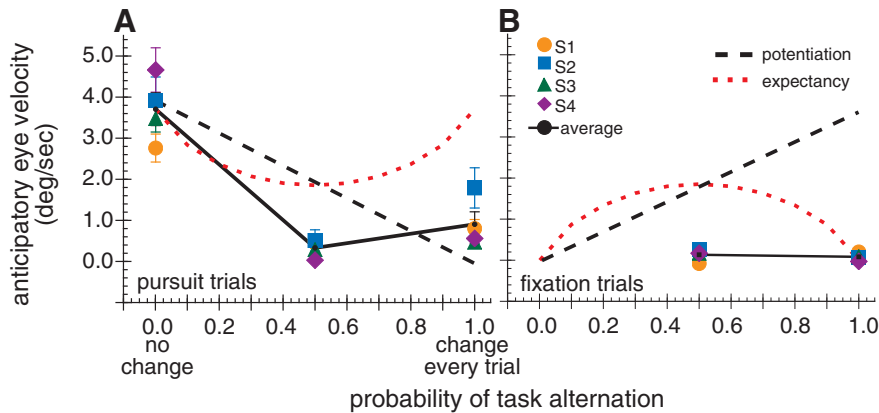 A
B
anticipatory eye velocity
(deg/sec)
5.0
4.0
3.0
2.0
1.0
0.0
pursuit trials
0.0 0.2 0.4 0.6 0.8 1.0
no
change
change
every trial
S1
S2
S3
S4
average
potentiation
expectancy
fixation trials
0.0 0.2 0.4 0.6 0.8 1.0
probability of task alternation